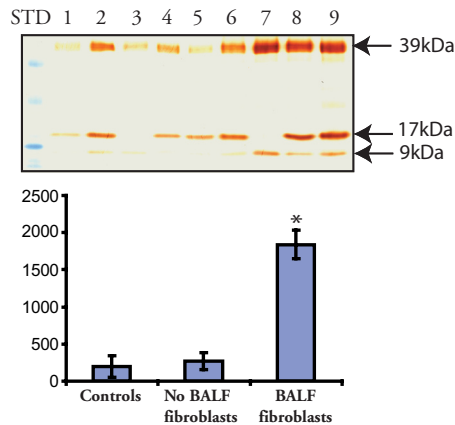 STD 1 2 3 4 5 6 7 8 9
39kDa
17kDa
9kDa
2500
2000
1500
1000
500
0
*
Controls No BALF BALF
fibroblasts fibroblasts